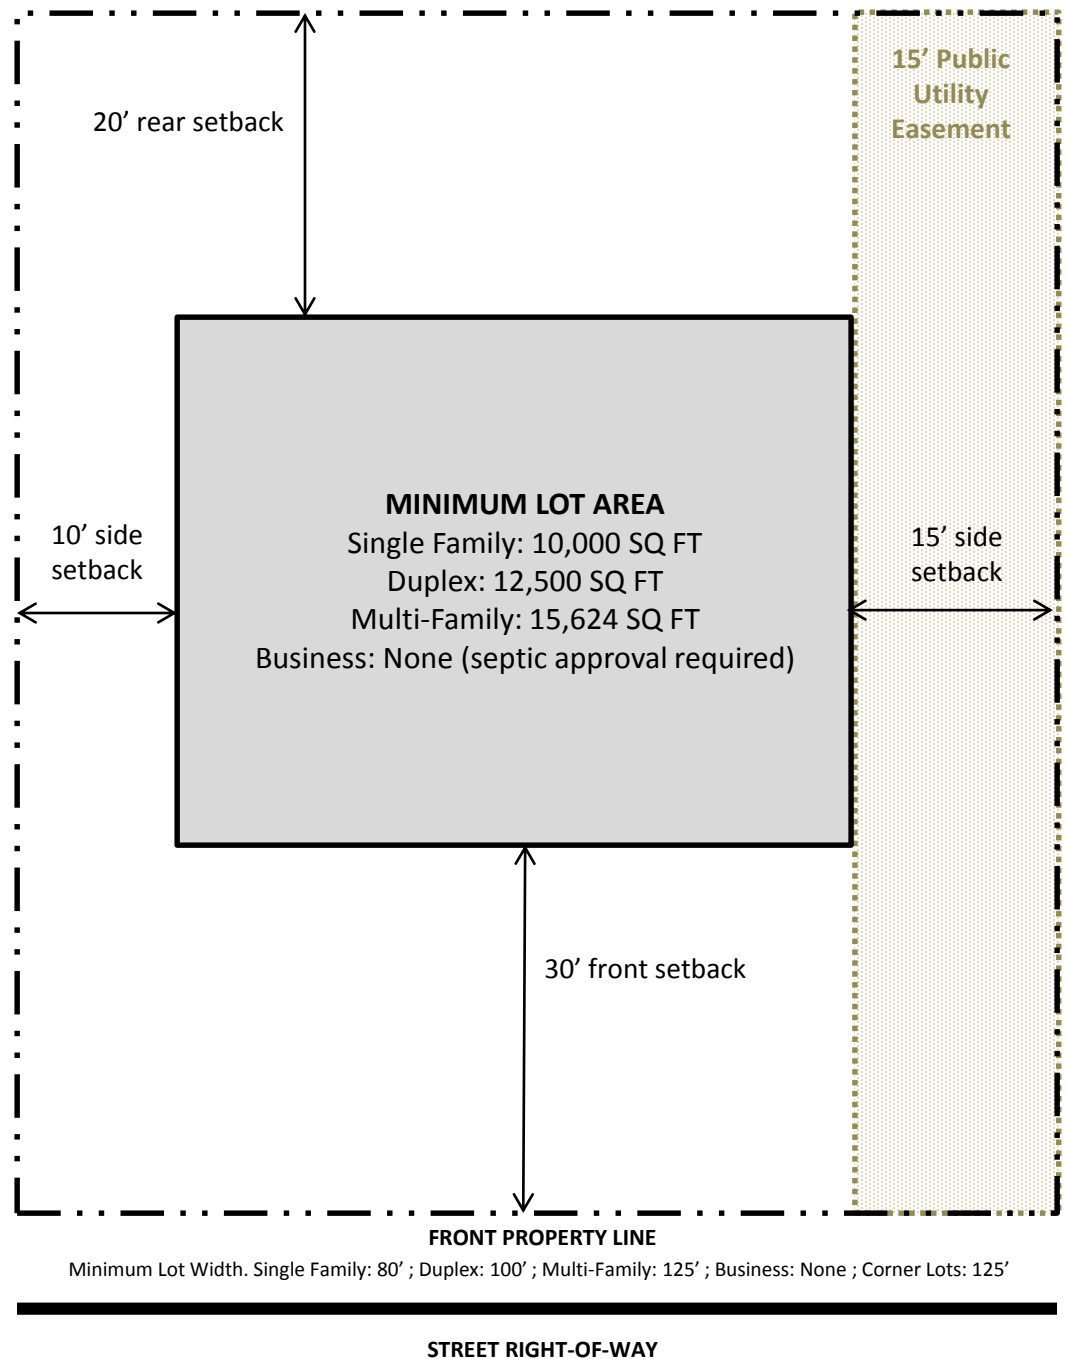 15’ Public
Utility
Easement
20’ rear setback
MINIMUM LOT AREA
Single Family: 10,000 SQ FT
Duplex: 12,500 SQ FT
Multi-Family: 15,624 SQ FT
Business: None (septic approval required)
10’ side
setback
15’ side
setback
30’ front setback
FRONT PROPERTY LINE
Minimum Lot Width. Single Family: 80’ ; Duplex: 100’ ; Multi-Family: 125’ ; Business: None ; Corner Lots: 125’
STREET RIGHT-OF-WAY